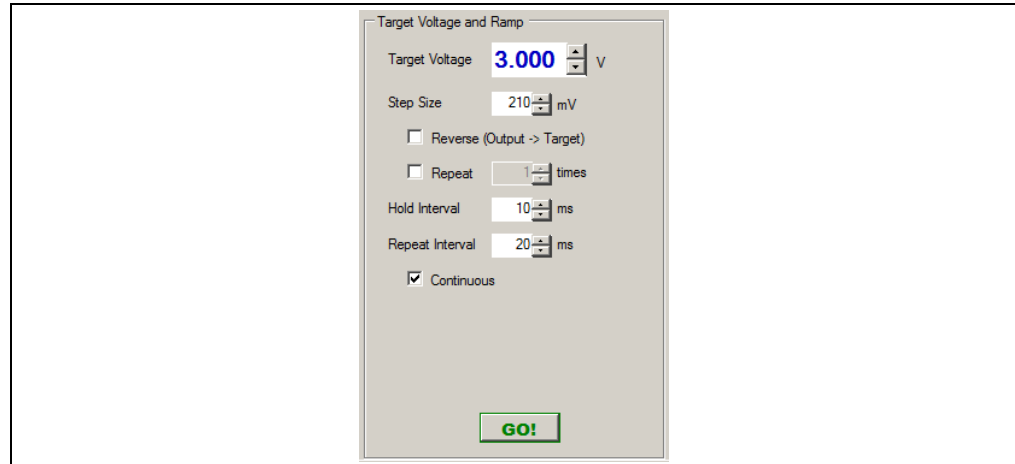 Target Voltage and Ramp
Target Voltage 3.000 V
Step Size 210 mV
Reverse (Output -> Target)
Repeat 1 times
Hold Interval 10 ms
Repeat Interval 20 ms
Continuous
GO!